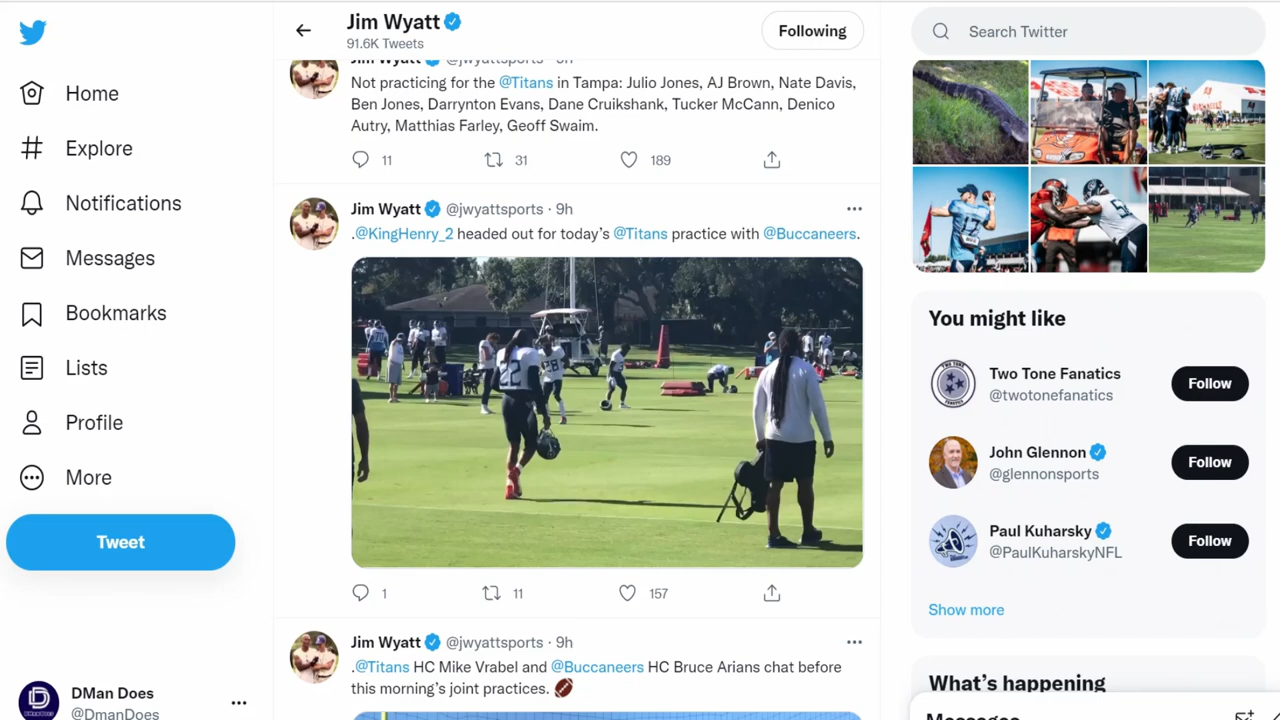 Jim Wyatt
91.6K Tweets
Following
Search Twitter
Home
Explore
Notifications
Messages
Bookmarks
Lists
Profile
More
Tweet
DMan Does
@DmanDoes
Jim Wyatt @jwyattsports · 9h
Not practicing for the @Titans in Tampa: Julio Jones, AJ Brown, Nate Davis,
Ben Jones, Darrynton Evans, Dane Cruikshank, Tucker McCann, Denico
Autry, Matthias Farley, Geoff Swaim.
11 31 189
Jim Wyatt @jwyattsports · 9h
.@KingHenry_2 headed out for today’s @Titans practice with @Buccaneers.
22
28
1 11 157
Jim Wyatt @jwyattsports · 9h
.@Titans HC Mike Vrabel and @Buccaneers HC Bruce Arians chat before
this morning’s joint practices.
17
You might like
Two Tone Fanatics
@twotonefanatics
Follow
John Glennon
@glennonsports
Follow
Paul Kuharsky
@PaulKuharskyNFL
Follow
Show more
What’s happening
Messages